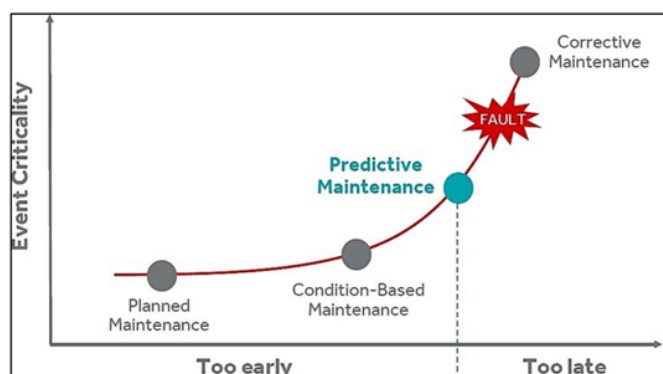 Corrective
Maintenance
FAULT
Predictive
Maintenance
Condition-Based
Maintenance
Planned
Maintenance
Event Criticality
Too early
Too late